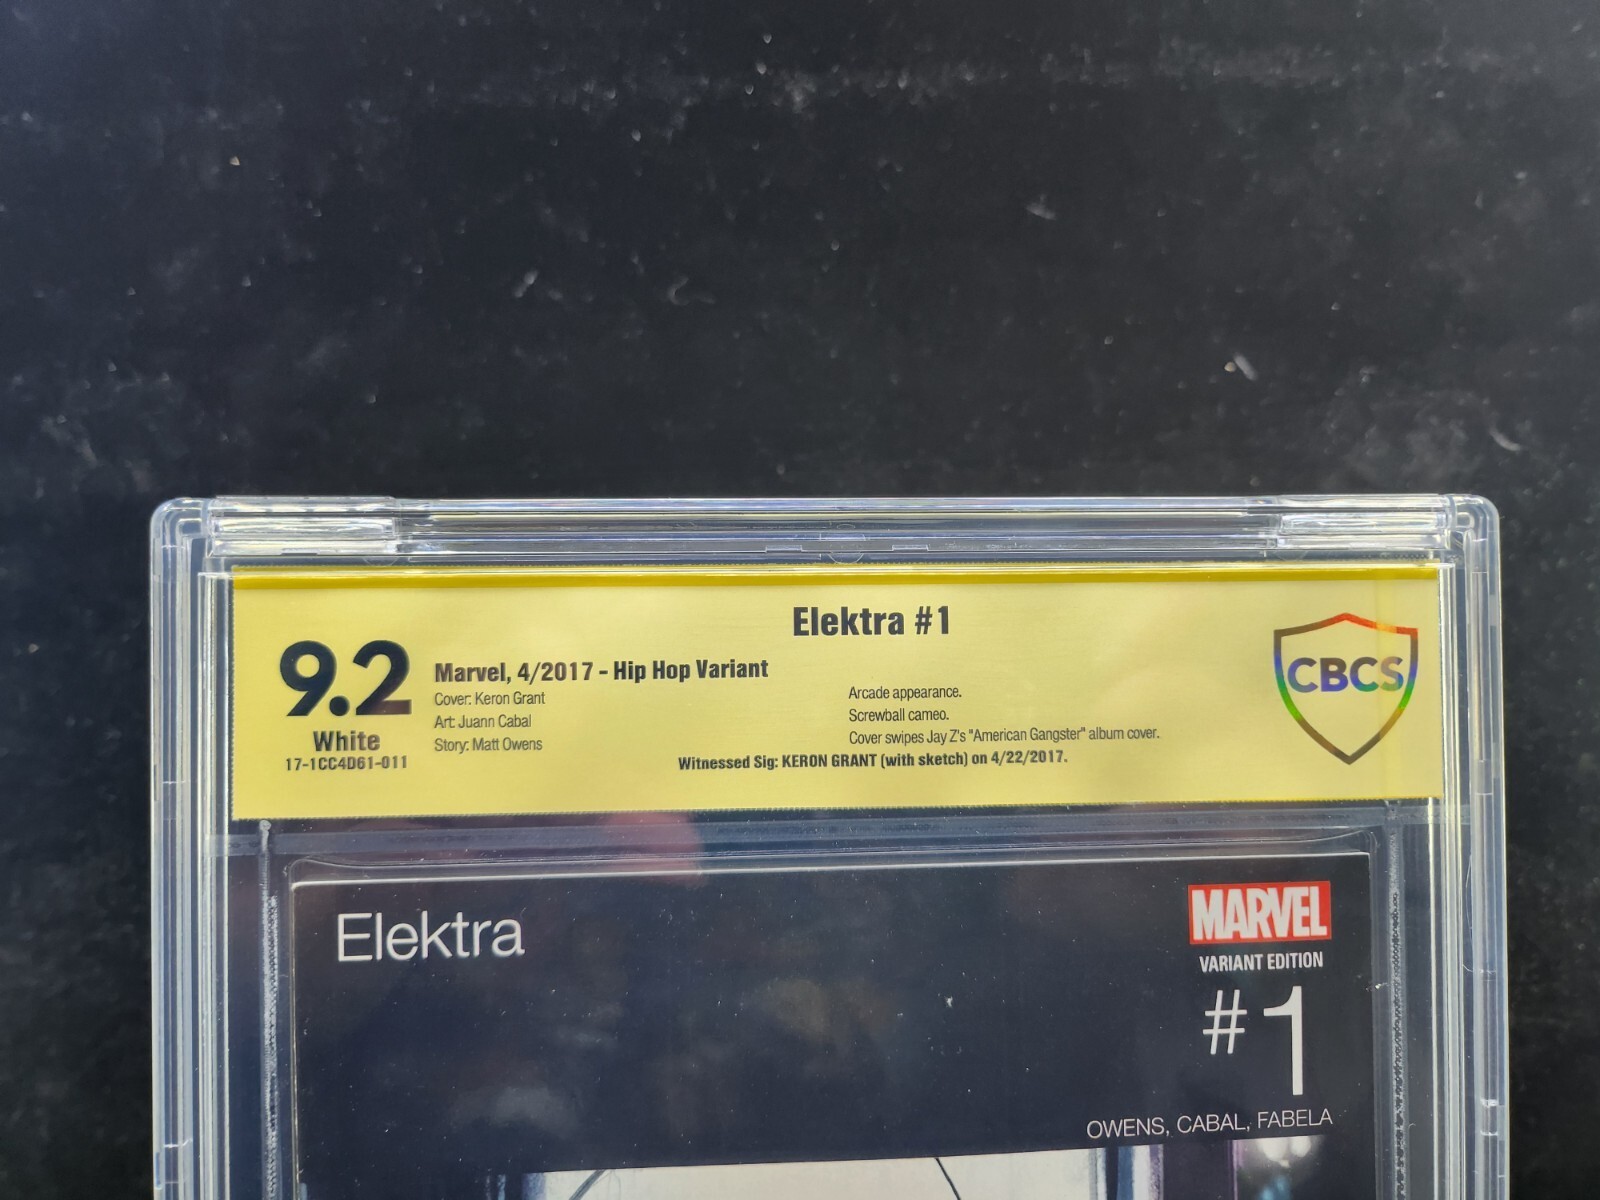 Elektra #1
9.2
White
17-1CC4D61-011
Marvel, 4/2017 - Hip Hop Variant
Cover: Keron Grant
Art: Juann Cabal
Story: Matt Owens
Arcade appearance.
Screwball cameo.
Cover swipes Jay Z's "American Gangster" album cover.
Witnessed Sig: KERON GRANT (with sketch) on 4/22/2017.
CBCS
Elektra
MARVEL
VARIANT EDITION
#1
OWENS, CABAL, FABELA